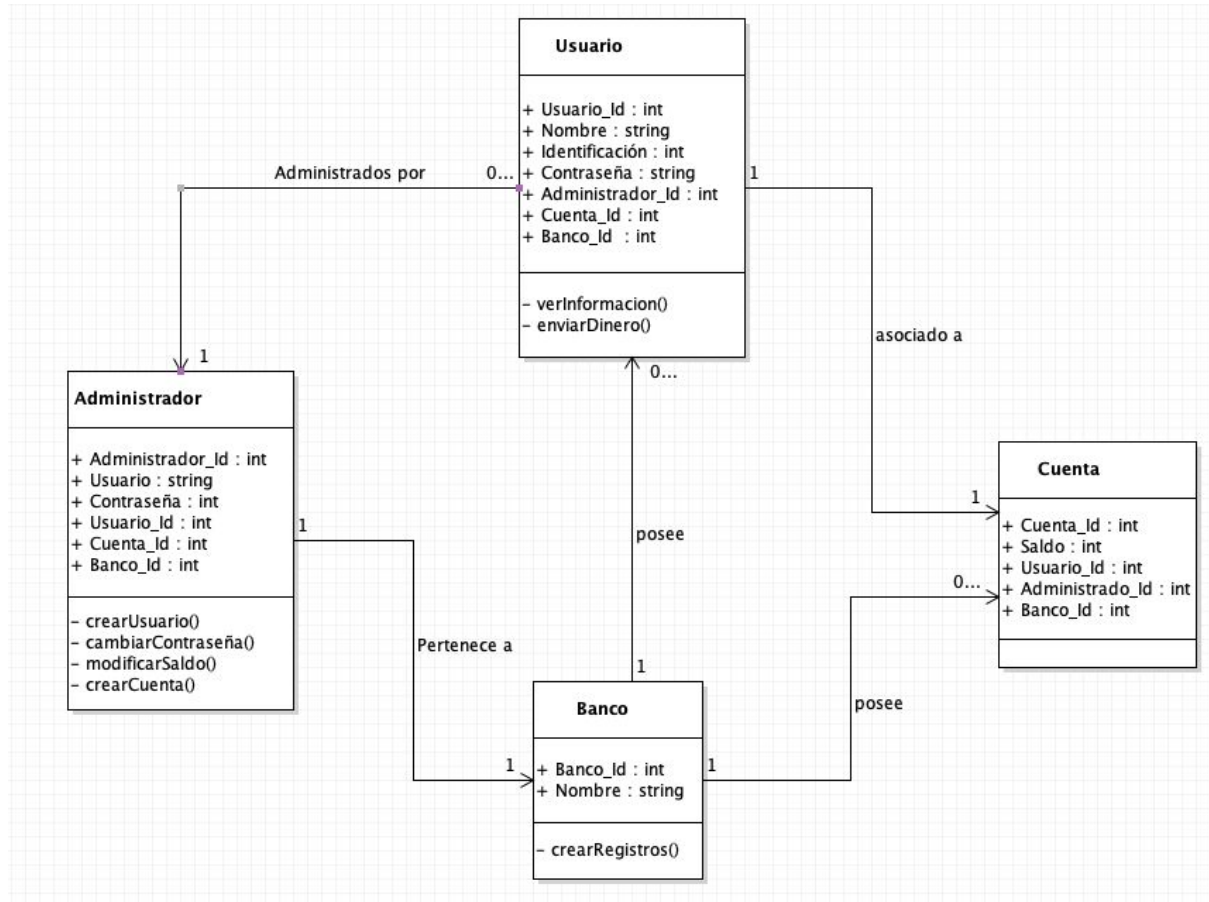 Usuario
+ Usuario_Id : int
+ Nombre : string
+ Identificación : int
+ Contraseña : string
+ Administrador_Id : int
+ Cuenta_Id : int
+ Banco_Id : int
- verInformacion()
- enviarDinero()
Administrados por
0...
1
1
asociado a
1
0...
posee
1
Administrador
+ Administrador_Id : int
+ Usuario : string
+ Contraseña : int
+ Usuario_Id : int
+ Cuenta_Id : int
+ Banco_Id : int
- crearUsuario()
- cambiarContraseña()
- modificarSaldo()
- crearCuenta()
1
Pertenece a
1
Cuenta
+ Cuenta_Id : int
+ Saldo : int
+ Usuario_Id : int
+ Administrado_Id : int
+ Banco_Id : int
0...
posee
1
Banco
+ Banco_Id : int
+ Nombre : string
- crearRegistros()